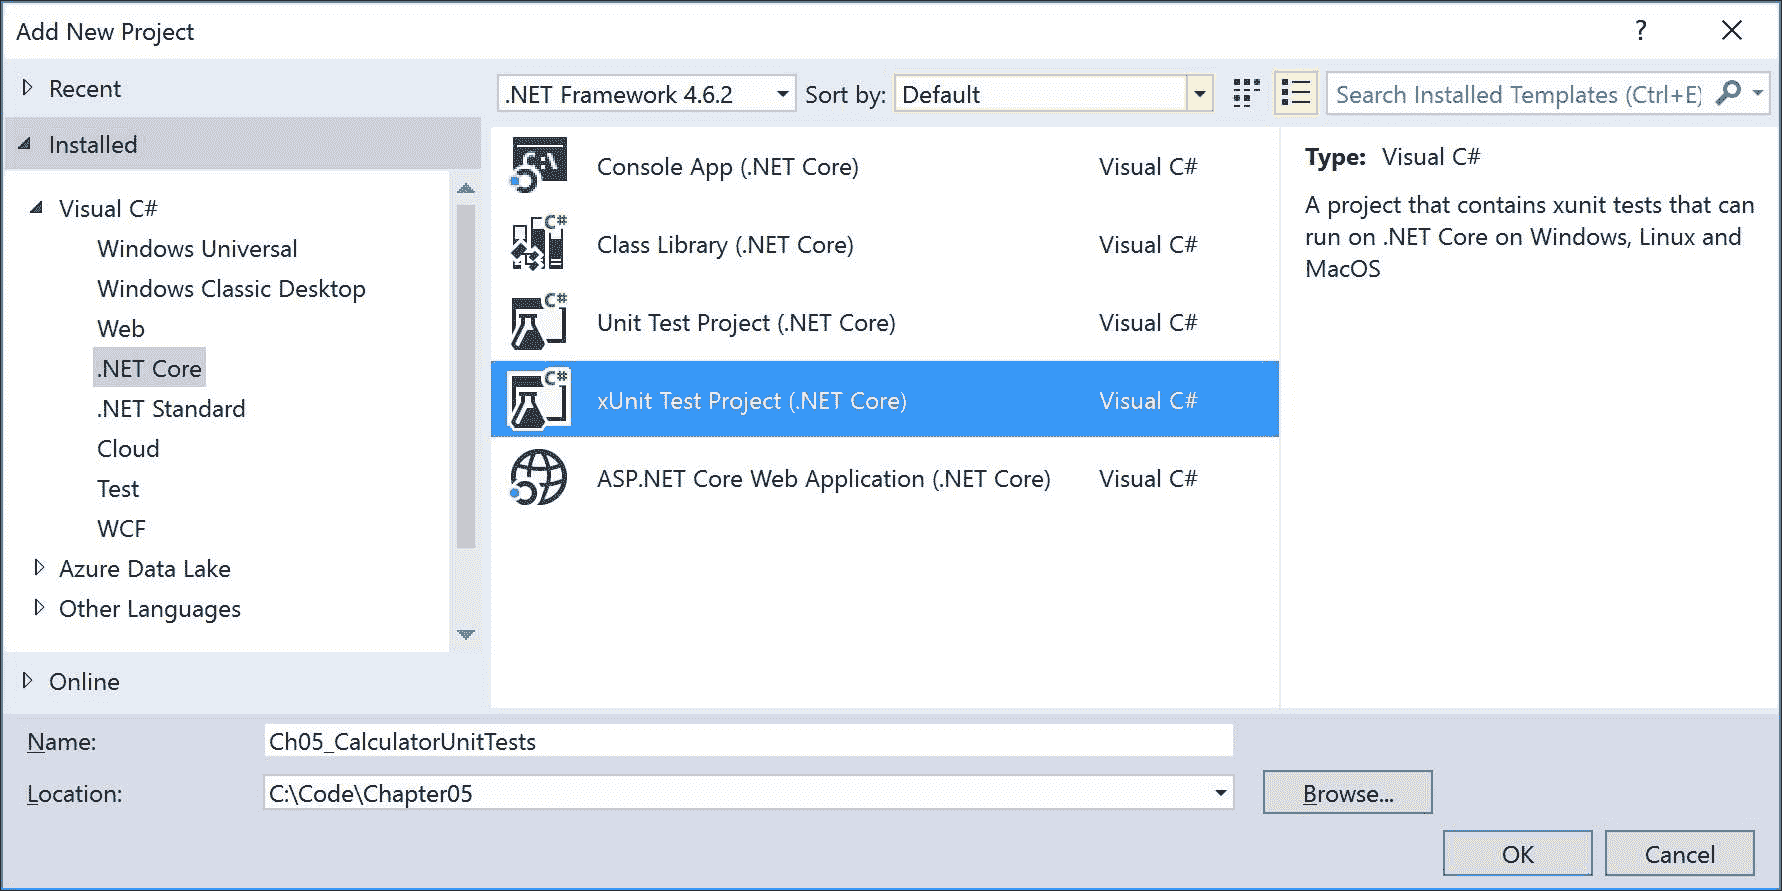 Add New Project
?
Recent
.NET Framework 4.6.2 Sort by: Default Search Installed Templates (Ctrl+E)
Installed
Visual C#
Windows Universal
Windows Classic Desktop
Web
.NET Core
.NET Standard
Cloud
Test
WCF
Azure Data Lake
Other Languages
Online
C:\ Console App (.NET Core) Visual C#
C# Class Library (.NET Core) Visual C#
C# Unit Test Project (.NET Core) Visual C#
C# xUnit Test Project (.NET Core) Visual C#
ASP.NET Core Web Application (.NET Core) Visual C#
Type: Visual C#
A project that contains xunit tests that can
run on .NET Core on Windows, Linux and
MacOS
Name: Ch05_CalculatorUnitTests
Location: C:\Code\Chapter05 Browse...
OK Cancel